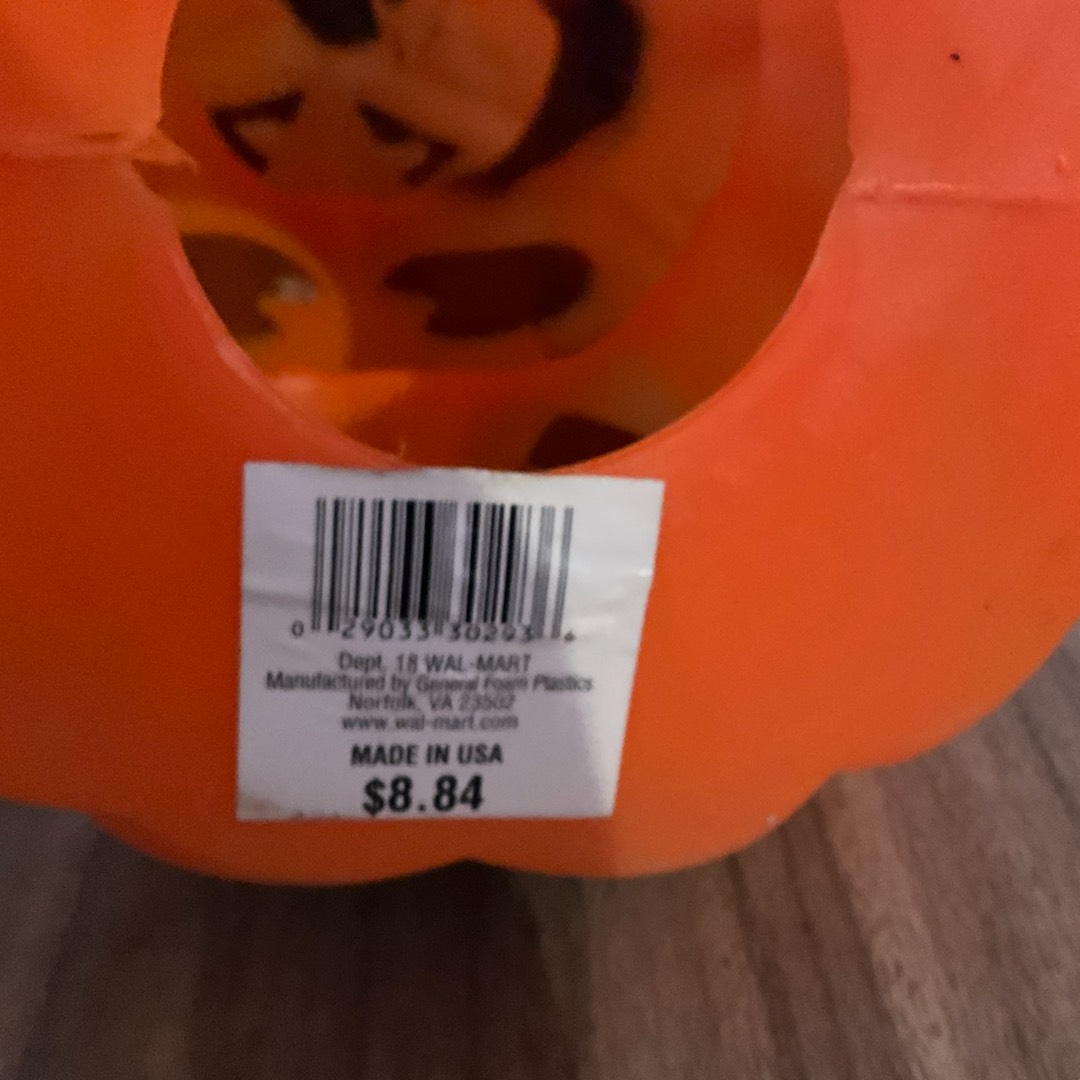 0 29033 30293 6
Dept. 18 WAL-MART
Manufactured by General Foam Plastics
Norfolk, VA 23502
www.wal-mart.com
MADE IN USA
$8.84